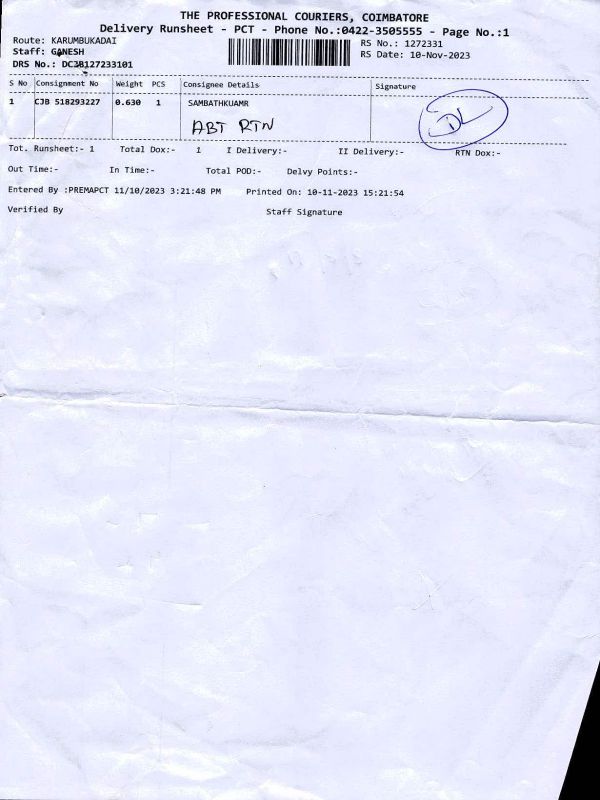 THE PROFESSIONAL COURIERS, COIMBATORE
Delivery Runsheet - PCT - Phone No.:0422-3505555 - Page No.:1
Route: KARUMBUKADAI RS No.: 1272331
Staff: GANESH RS Date: 10-Nov-2023
DRS No.: DC3B127233101
S No Consignment No Weight PCS Consignee Details Signature
1 CJB 518293227 0.630 1 SAMBATHKUAMR
ABT RTN
DL
Tot. Runsheet:- 1 Total Dox:- 1 I Delivery:- II Delivery:- RTN Dox:-
Out Time:- In Time:- Total POD:- Delvy Points:-
Entered By :PREMAPCT 11/10/2023 3:21:48 PM Printed On: 10-11-2023 15:21:54
Verified By Staff Signature